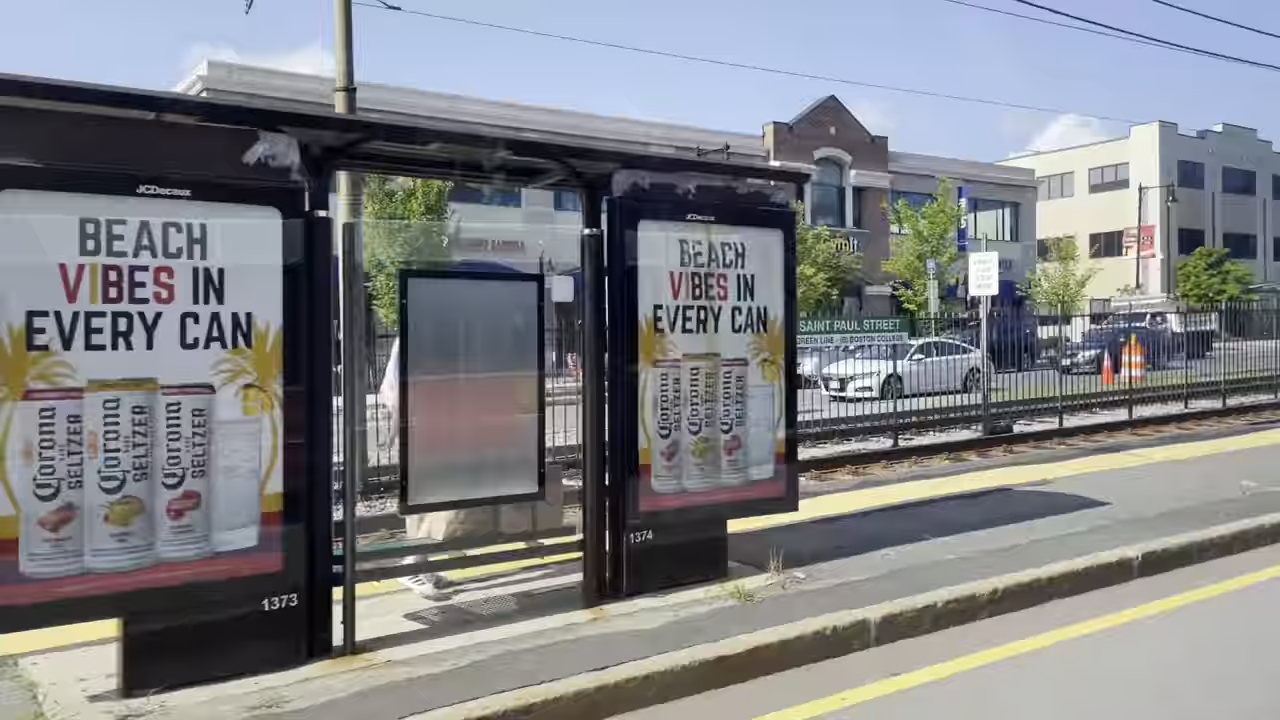 JCDecaux
BEACH
VIBES IN
EVERY CAN
Corona
SELTZER
Corona
SELTZER
Corona
SELTZER
1373
JCDecaux
BEACH
VIBES IN
EVERY CAN
Corona
SELTZER
Corona
SELTZER
Corona
SELTZER
1374
SAINT PAUL STREET
GREEN LINE - (B) BOSTON COLLEGE